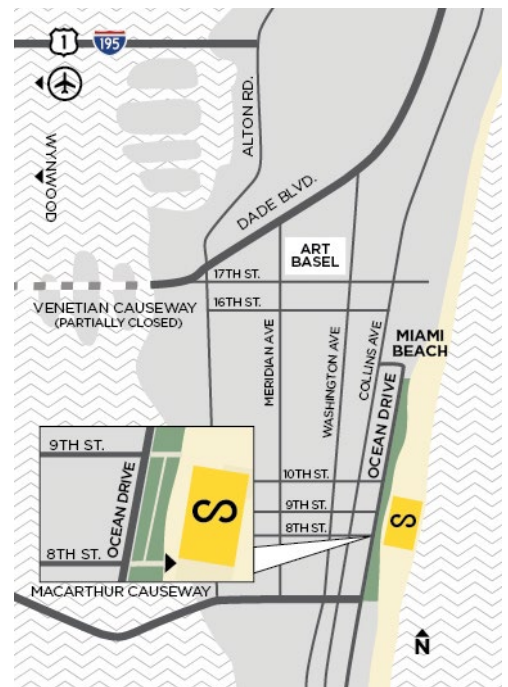 1
195
ALTON RD.
WYNWOOD
DADE BLVD.
ART
BASEL
17TH ST.
VENETIAN CAUSEWAY
(PARTIALLY CLOSED)
16TH ST.
MERIDIAN AVE
WASHINGTON AVE
COLLINS AVE
MIAMI
BEACH
OCEAN DRIVE
9TH ST.
OCEAN DRIVE
8TH ST.
S
10TH ST.
9TH ST.
8TH ST.
S
MACARTHUR CAUSEWAY
N